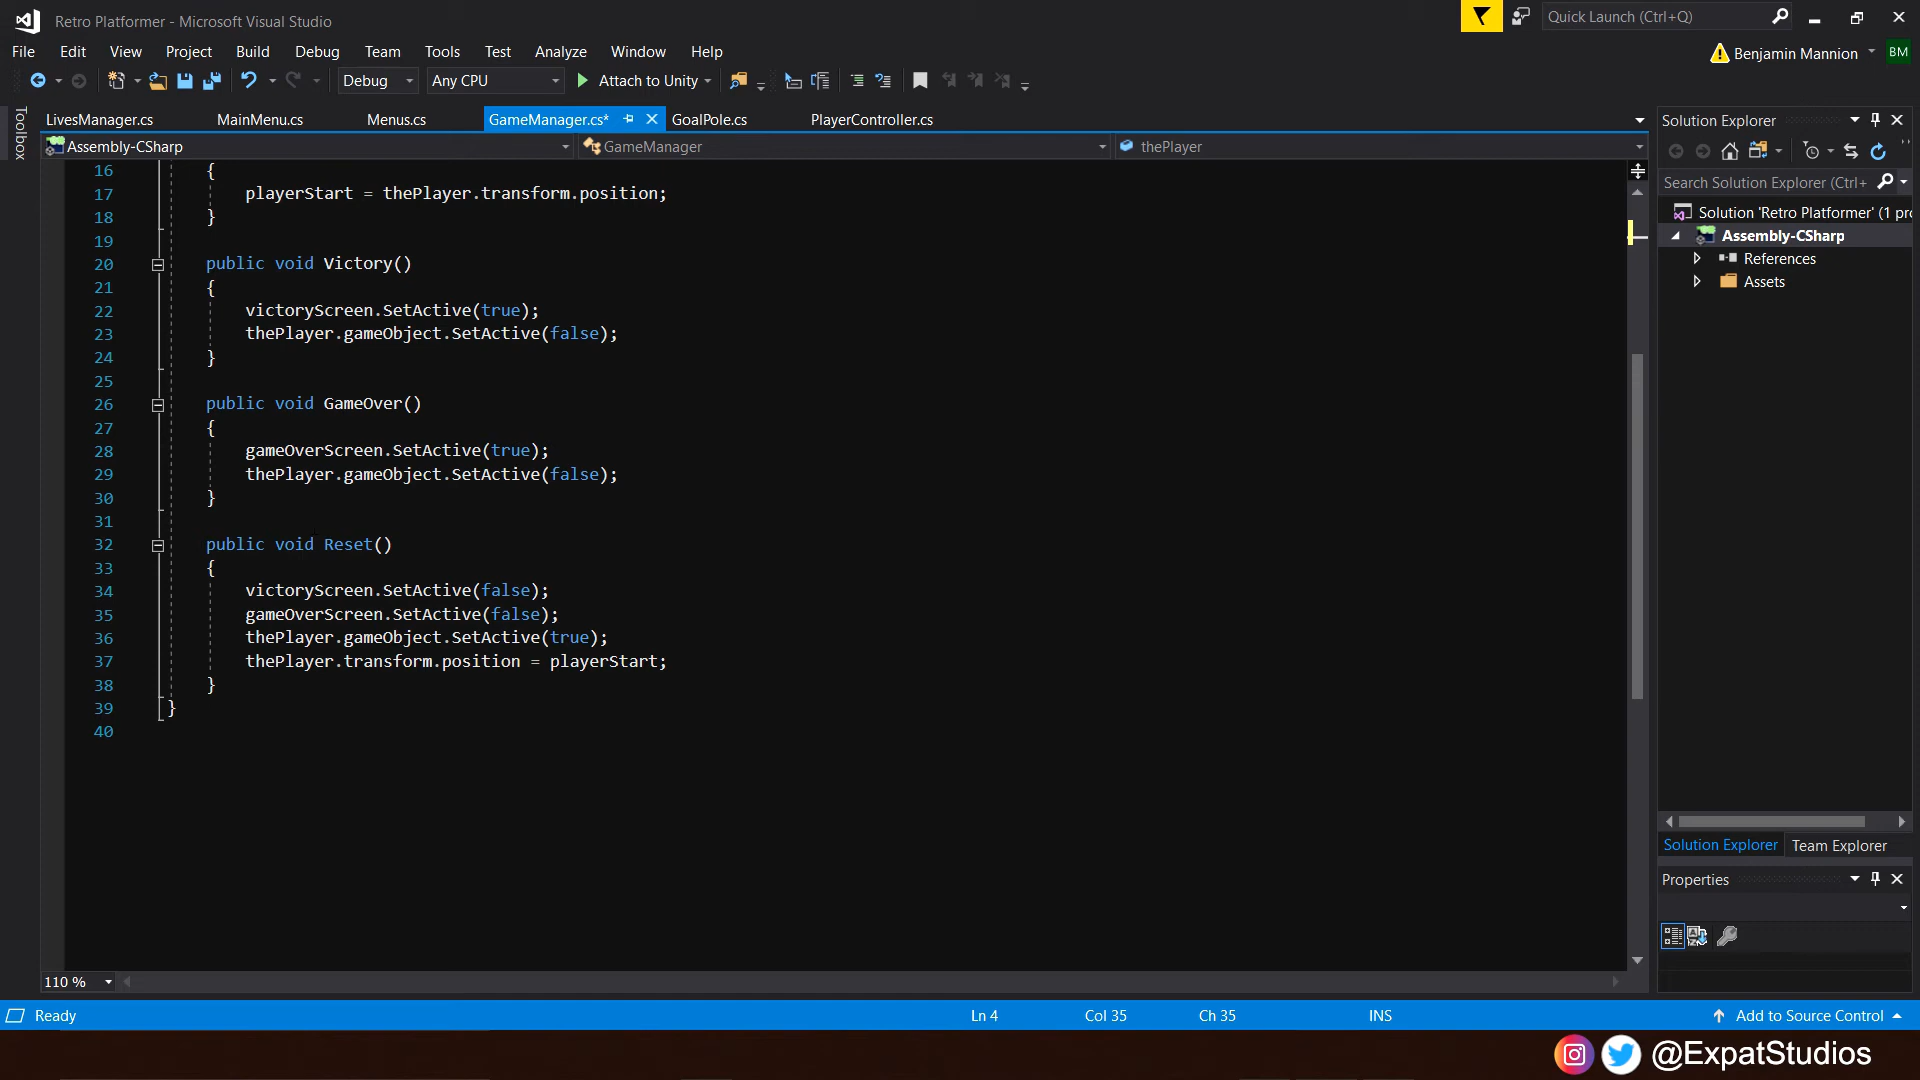 Retro Platformer - Microsoft Visual Studio
Quick Launch (Ctrl+Q)
File Edit View Project Build Debug Team Tools Test Analyze Window Help
Benjamin Mannion BM
Debug Any CPU Attach to Unity
Toolbox
LivesManager.cs MainMenu.cs Menus.cs GameManager.cs* GoalPole.cs PlayerController.cs
Assembly-CSharp GameManager thePlayer
16 {
17 playerStart = thePlayer.transform.position;
18 }
19
20 public void Victory()
21 {
22 victoryScreen.SetActive(true);
23 thePlayer.gameObject.SetActive(false);
24 }
25
26 public void GameOver()
27 {
28 gameOverScreen.SetActive(true);
29 thePlayer.gameObject.SetActive(false);
30 }
31
32 public void Reset()
33 {
34 victoryScreen.SetActive(false);
35 gameOverScreen.SetActive(false);
36 thePlayer.gameObject.SetActive(true);
37 thePlayer.transform.position = playerStart;
38 }
39 }
40
110 %
Solution Explorer
Search Solution Explorer (Ctrl+
Solution 'Retro Platformer' (1 pr
Assembly-CSharp
References
Assets
Solution Explorer Team Explorer
Properties
Ready Ln 4 Col 35 Ch 35 INS Add to Source Control
@ExpatStudios